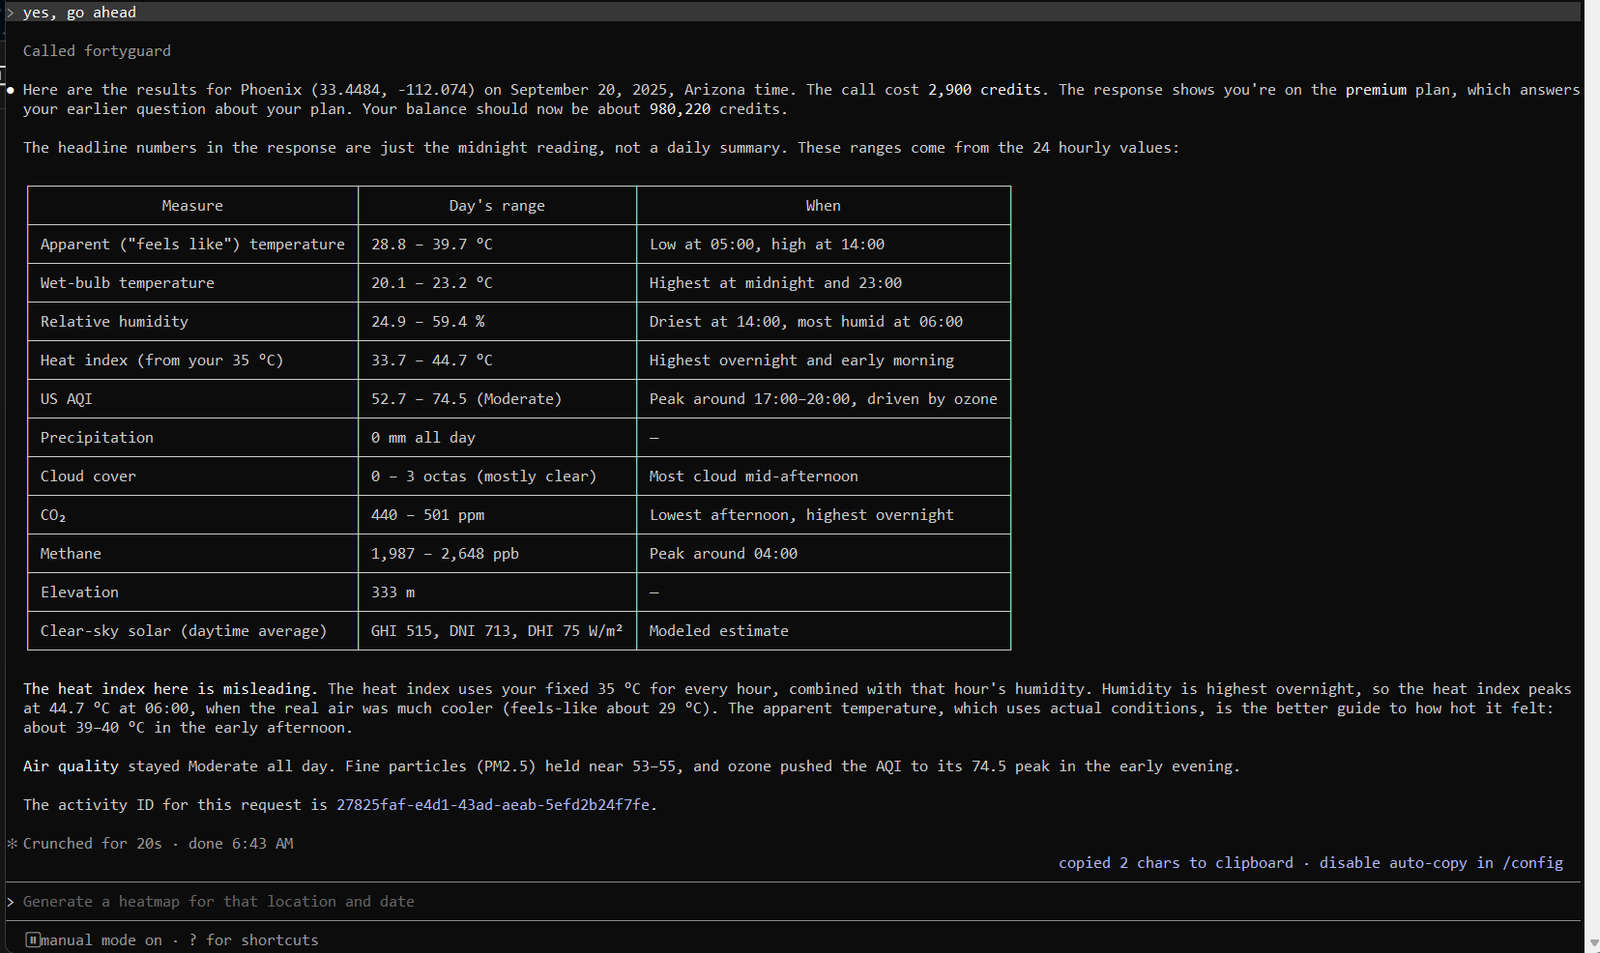 > yes, go ahead
Called fortyguard
● Here are the results for Phoenix (33.4484, -112.074) on September 20, 2025, Arizona time. The call cost 2,900 credits. The response shows you're on the premium plan, which answers
your earlier question about your plan. Your balance should now be about 980,220 credits.
The headline numbers in the response are just the midnight reading, not a daily summary. These ranges come from the 24 hourly values:
Measure Day's range When
Apparent ("feels like") temperature 28.8 – 39.7 °C Low at 05:00, high at 14:00
Wet-bulb temperature 20.1 – 23.2 °C Highest at midnight and 23:00
Relative humidity 24.9 – 59.4 % Driest at 14:00, most humid at 06:00
Heat index (from your 35 °C) 33.7 – 44.7 °C Highest overnight and early morning
US AQI 52.7 – 74.5 (Moderate) Peak around 17:00–20:00, driven by ozone
Precipitation 0 mm all day —
Cloud cover 0 – 3 octas (mostly clear) Most cloud mid-afternoon
CO₂ 440 – 501 ppm Lowest afternoon, highest overnight
Methane 1,987 – 2,648 ppb Peak around 04:00
Elevation 333 m —
Clear-sky solar (daytime average) GHI 515, DNI 713, DHI 75 W/m² Modeled estimate
The heat index here is misleading. The heat index uses your fixed 35 °C for every hour, combined with that hour's humidity. Humidity is highest overnight, so the heat index peaks
at 44.7 °C at 06:00, when the real air was much cooler (feels-like about 29 °C). The apparent temperature, which uses actual conditions, is the better guide to how hot it felt:
about 39–40 °C in the early afternoon.
Air quality stayed Moderate all day. Fine particles (PM2.5) held near 53–55, and ozone pushed the AQI to its 74.5 peak in the early evening.
The activity ID for this request is 27825faf-e4d1-43ad-aeab-5efd2b24f7fe.
✻ Crunched for 20s · done 6:43 AM
copied 2 chars to clipboard · disable auto-copy in /config
> Generate a heatmap for that location and date
⏸manual mode on · ? for shortcuts